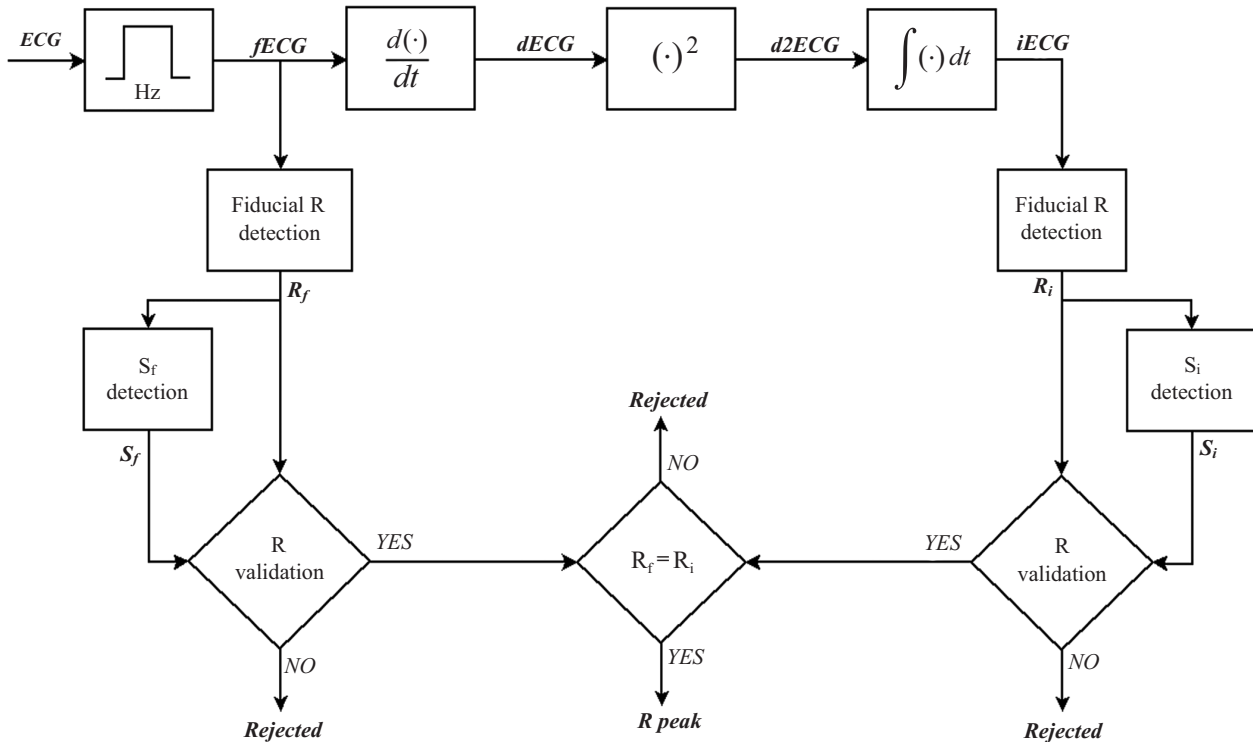 ECG
Hz
fECG
d(·)
dt
dECG
(·)²
d2ECG
∫(·) dt
iECG
Fiducial R
detection
Fiducial R
detection
R_f
R_i
S_f
detection
S_i
detection
Rejected
S_f
S_i
NO
R
validation
YES
R_f = R_i
YES
R
validation
NO
YES
NO
Rejected
R peak
Rejected